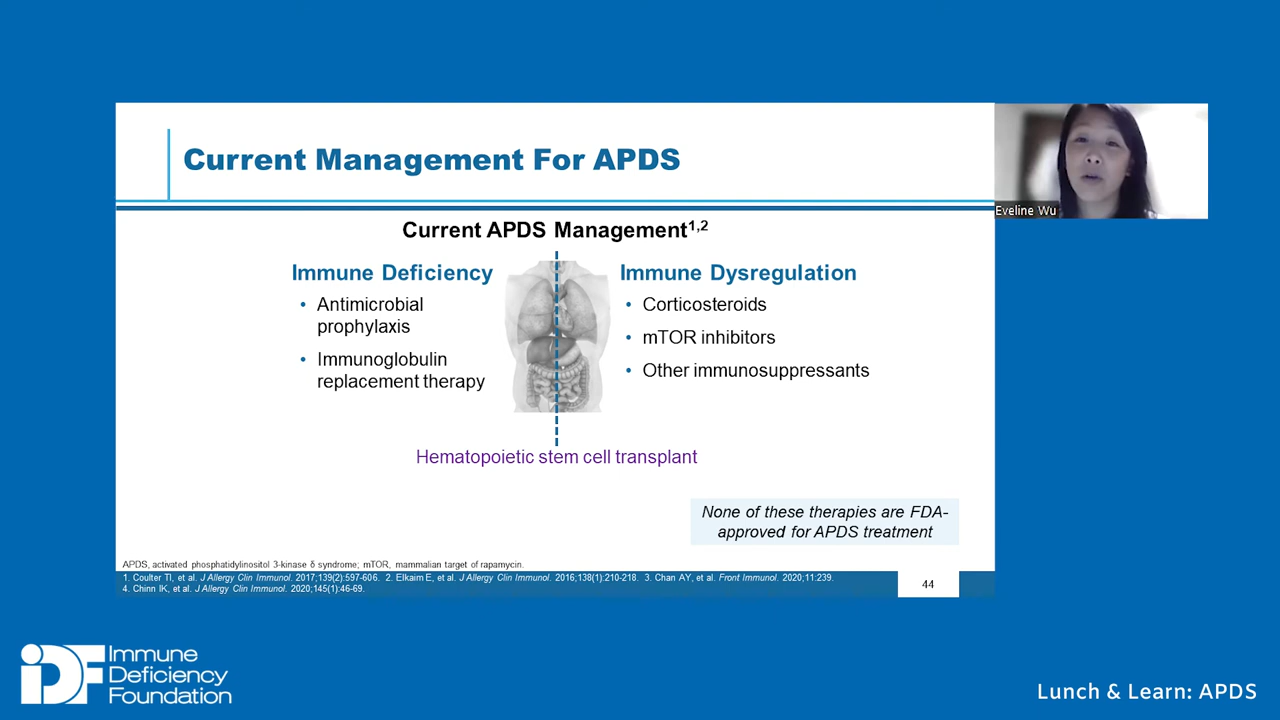 Current Management For APDS
Eveline Wu
Current APDS Management1,2
Immune Deficiency
• Antimicrobial
prophylaxis
• Immunoglobulin
replacement therapy
Immune Dysregulation
• Corticosteroids
• mTOR inhibitors
• Other immunosuppressants
Hematopoietic stem cell transplant
None of these therapies are FDA-
approved for APDS treatment
APDS, activated phosphatidylinositol 3-kinase δ syndrome; mTOR, mammalian target of rapamycin.
1. Coulter TI, et al. J Allergy Clin Immunol. 2017;139(2):597-606. 2. Elkaim E, et al. J Allergy Clin Immunol. 2016;138(1):210-218. 3. Chan AY, et al. Front Immunol. 2020;11:239.
4. Chinn IK, et al. J Allergy Clin Immunol. 2020;145(1):46-69.
44
IDF
Immune
Deficiency
Foundation
Lunch & Learn: APDS